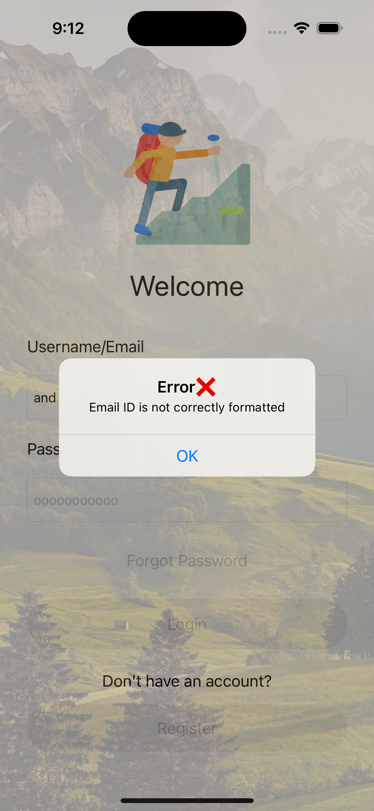 9:12
Welcome
Username/Email
and
Error❌
Email ID is not correctly formatted
Pass
OK
ooooooooooo
Forgot Password
Login
Don't have an account?
Register